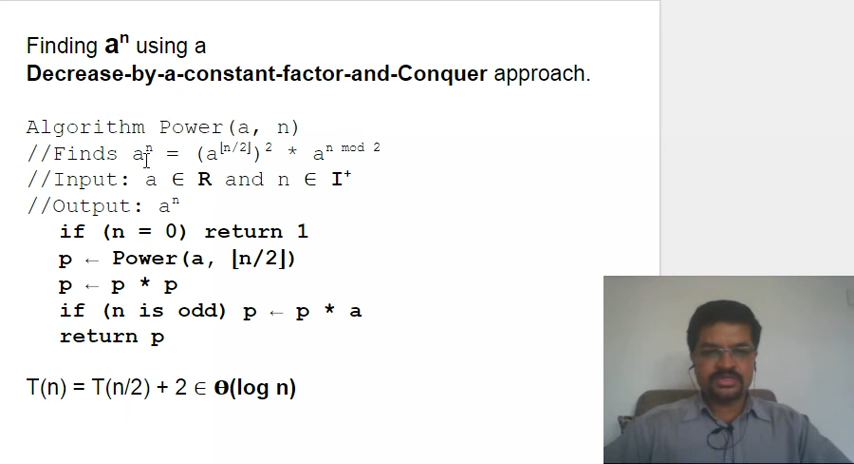 Finding aⁿ using a
Decrease-by-a-constant-factor-and-Conquer approach.
Algorithm Power(a, n)
//Finds aⁿ = (a^⌊n/2⌋)² * a^n mod 2
//Input: a ∈ R and n ∈ I⁺
//Output: aⁿ
if (n = 0) return 1
p ← Power(a, ⌊n/2⌋)
p ← p * p
if (n is odd) p ← p * a
return p
T(n) = T(n/2) + 2 ∈ Ɵ(log n)